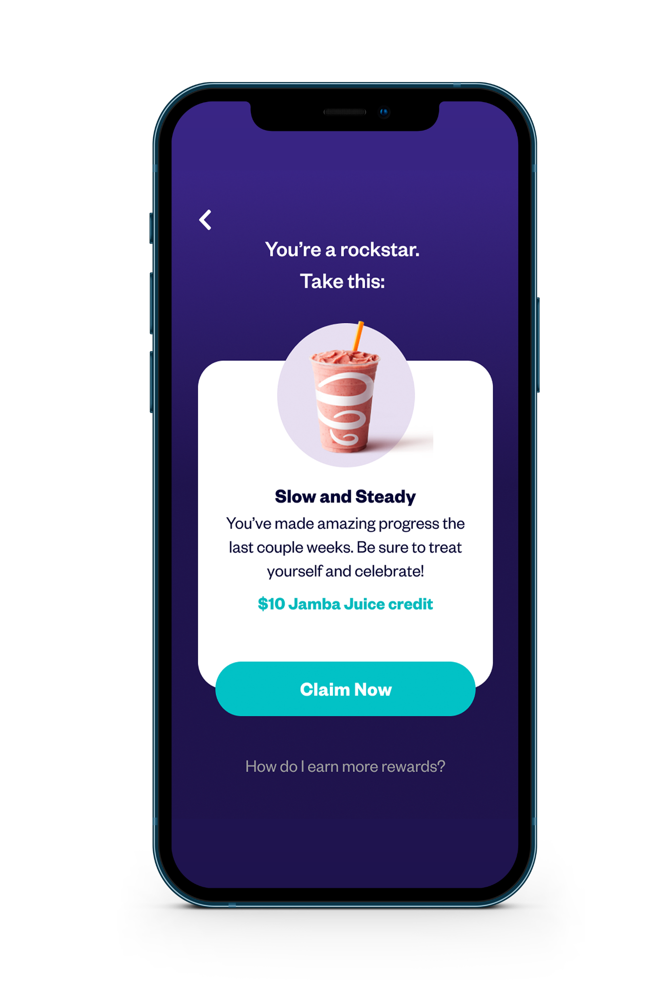 You’re a rockstar.
Take this:
Slow and Steady
You’ve made amazing progress the
last couple weeks. Be sure to treat
yourself and celebrate!
$10 Jamba Juice credit
Claim Now
How do I earn more rewards?